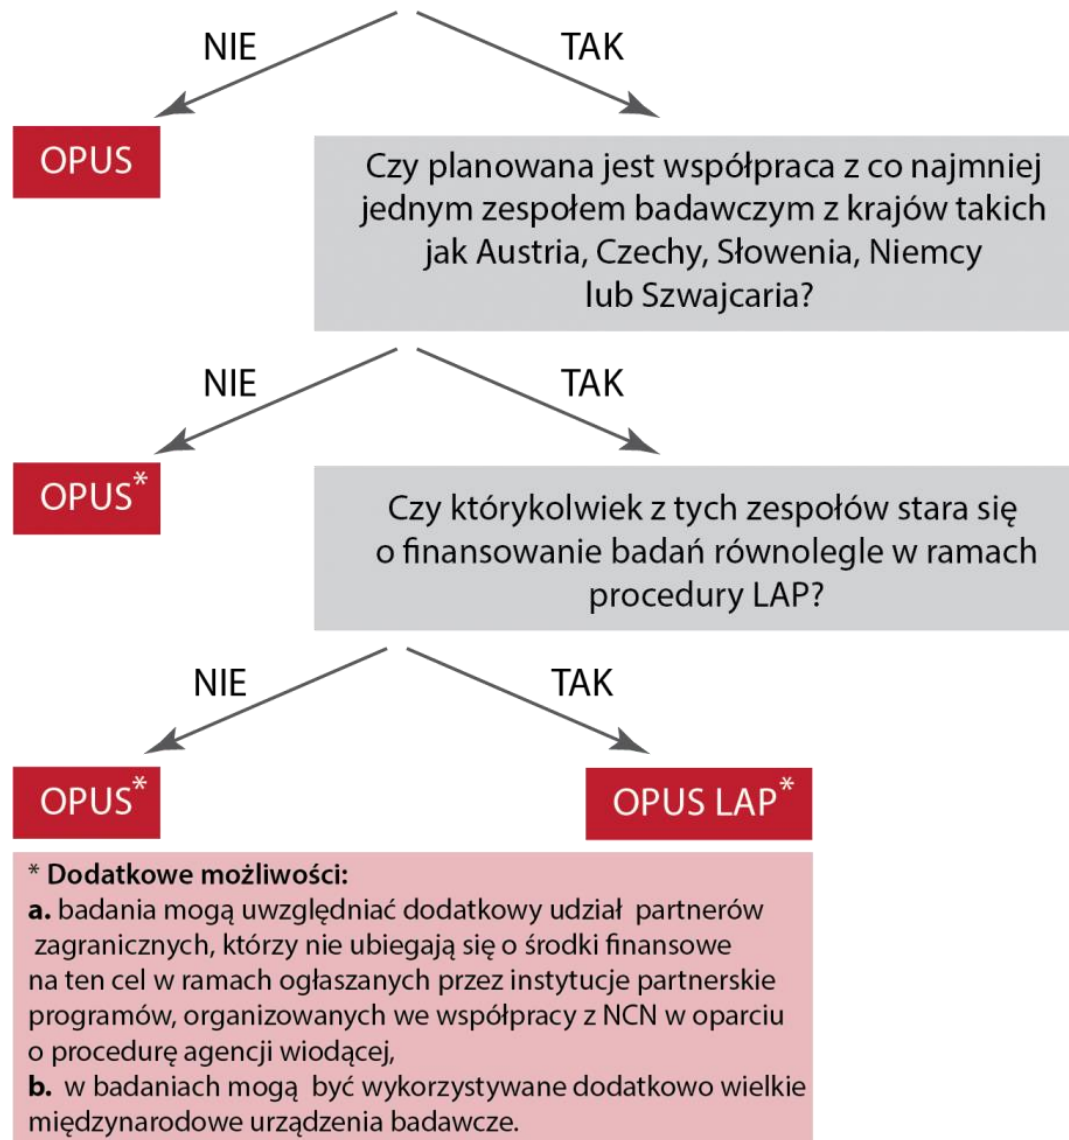 NIE
TAK
OPUS
Czy planowana jest współpraca z co najmniej
jednym zespołem badawczym z krajów takich
jak Austria, Czechy, Słowenia, Niemcy
lub Szwajcaria?
NIE
TAK
OPUS*
Czy którykolwiek z tych zespołów stara się
o finansowanie badań równolegle w ramach
procedury LAP?
NIE
TAK
OPUS*
OPUS LAP*
* Dodatkowe możliwości:
a. badania mogą uwzględniać dodatkowy udział partnerów
zagranicznych, którzy nie ubiegają się o środki finansowe
na ten cel w ramach ogłaszanych przez instytucje partnerskie
programów, organizowanych we współpracy z NCN w oparciu
o procedurę agencji wiodącej,
b. w badaniach mogą być wykorzystywane dodatkowo wielkie
międzynarodowe urządzenia badawcze.